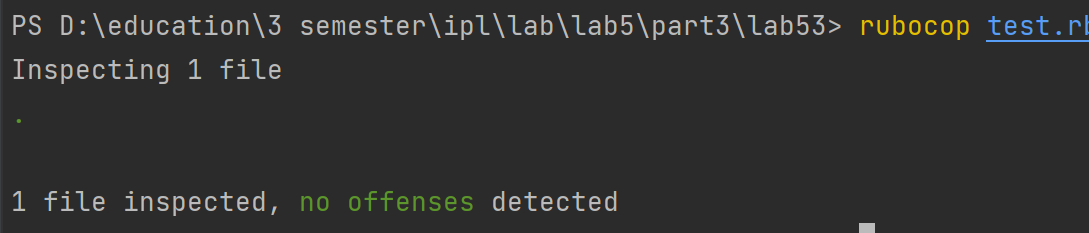 PS D:\education\3 semester\ipl\lab\lab5\part3\lab53> rubocop test.rb
Inspecting 1 file
.
1 file inspected, no offenses detected